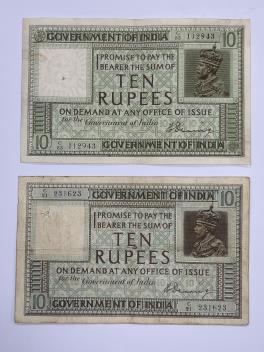 GOVERNMENT OF INDIA 10
112943
I PROMISE TO PAY THE
BEARER THE SUM OF
TEN
RUPEES
ON DEMAND AT ANY OFFICE OF ISSUE
for the Government of India
112943
10 GOVERNMENT OF INDIA
GOVERNMENT OF INDIA 10
231623
I PROMISE TO PAY THE
BEARER THE SUM OF
TEN
RUPEES
ON DEMAND AT ANY OFFICE OF ISSUE
for the Government of India
231623
10 GOVERNMENT OF INDIA